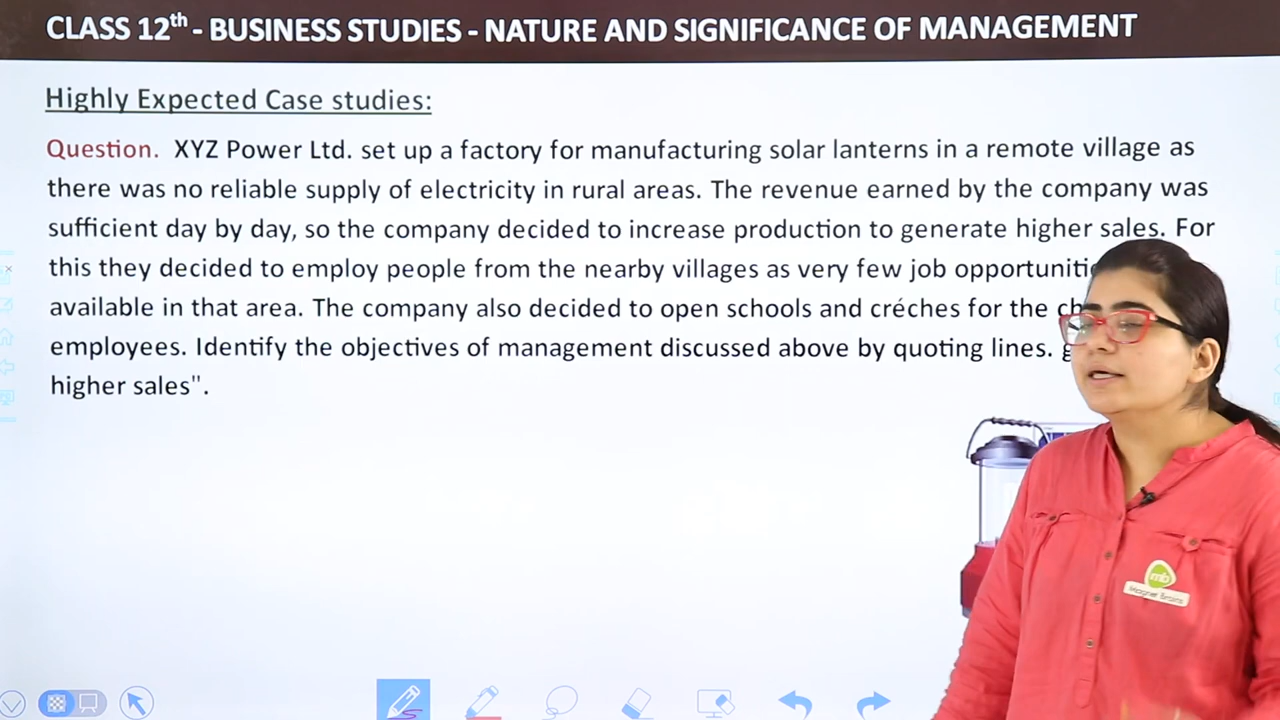 CLASS 12th - BUSINESS STUDIES - NATURE AND SIGNIFICANCE OF MANAGEMENT
Highly Expected Case studies:
Question. XYZ Power Ltd. set up a factory for manufacturing solar lanterns in a remote village as
there was no reliable supply of electricity in rural areas. The revenue earned by the company was
sufficient day by day, so the company decided to increase production to generate higher sales. For
this they decided to employ people from the nearby villages as very few job
available in that area. The company also decided to open schools and créches for the
employees. Identify the objectives of management discussed above by quoting lines.
higher sales".
mb
Magnet Brains